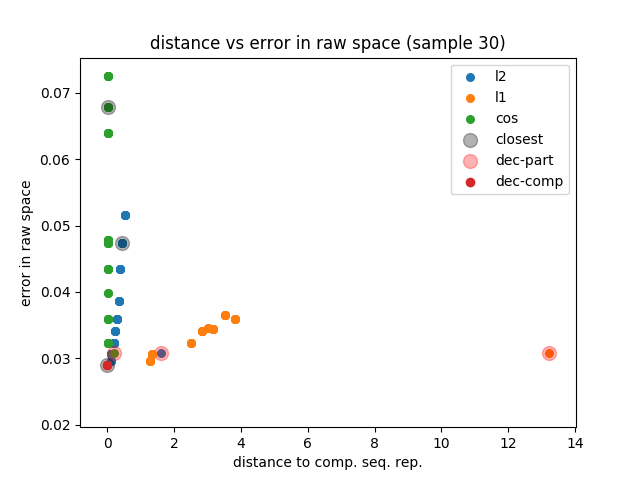 distance vs error in raw space (sample 30)
l2
l1
cos
closest
dec-part
dec-comp
error in raw space
0.07
0.06
0.05
0.04
0.03
0.02
0 2 4 6 8 10 12 14
distance to comp. seq. rep.